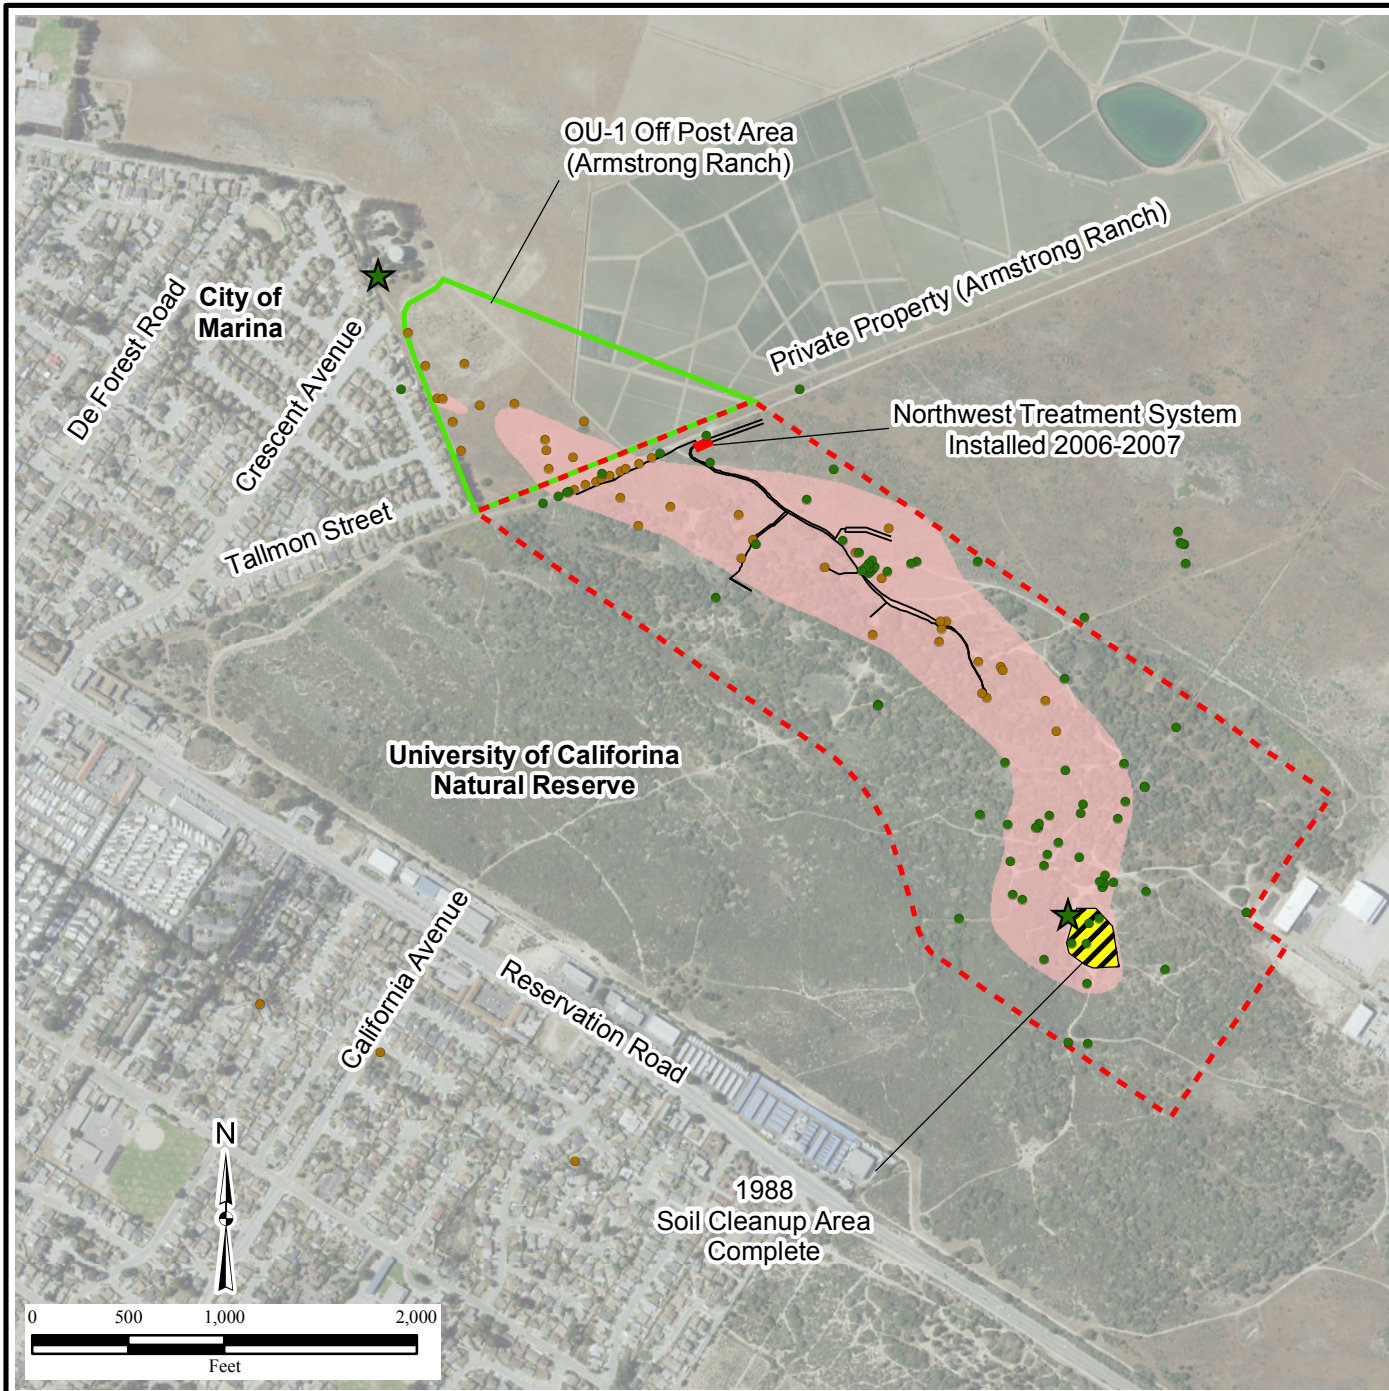 OU-1 Off Post Area
(Armstrong Ranch)
Private Property (Armstrong Ranch)
City of
Marina
De Forest Road
Crescent Avenue
Northwest Treatment System
Installed 2006-2007
Tallmon Street
University of Califorina
Natural Reserve
California Avenue
Reservation Road
N
1988
Soil Cleanup Area
Complete
0 500 1,000 2,000
Feet